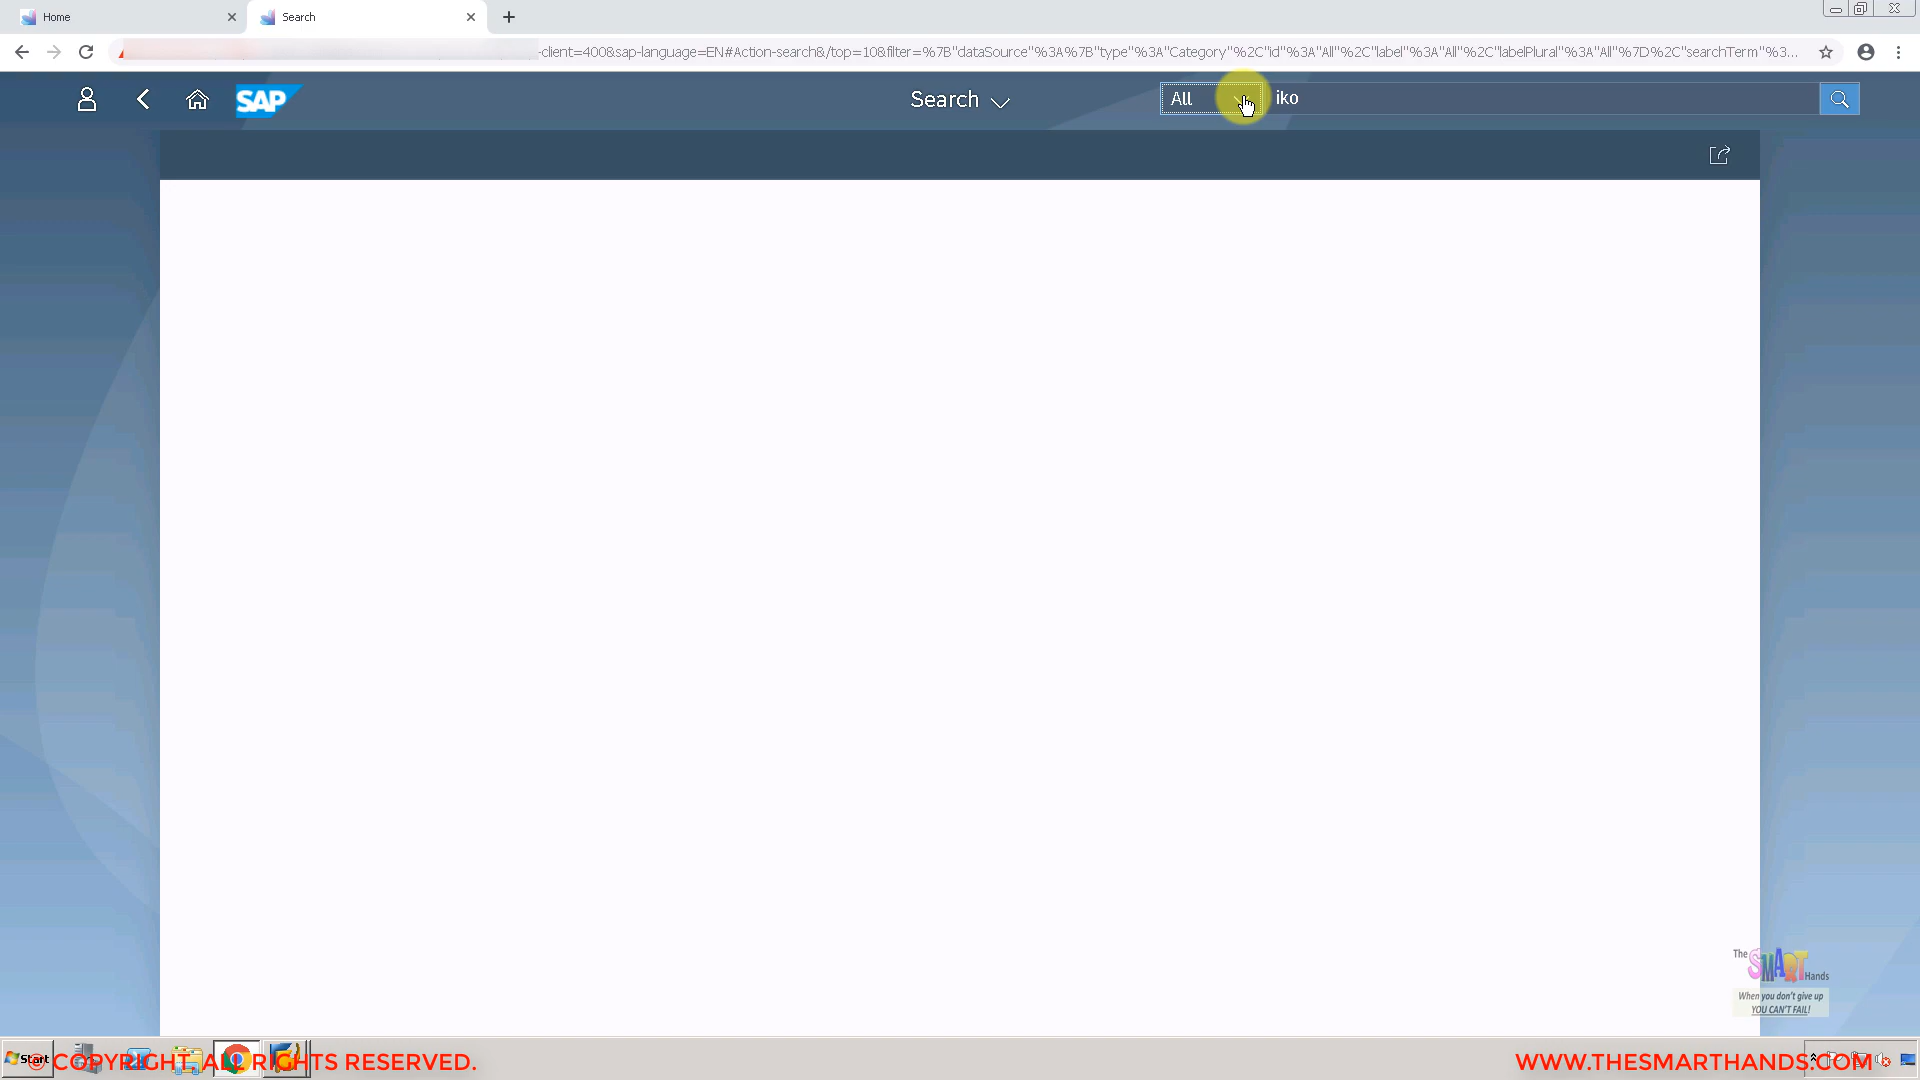 Home
Search
-client=400&sap-language=EN#Action-search&/top=10&filter=%7B"dataSource"%3A%7B"type"%3A"Category"%2C"id"%3A"All"%2C"label"%3A"All"%2C"labelPlural"%3A"All"%7D%2C"searchTerm"%3...
SAP
Search
All
iko
The SMART Hands
When you don't give up
YOU CAN'T FAIL!
Start
© COPYRIGHT. ALL RIGHTS RESERVED.
WWW.THESMARTHANDS.COM